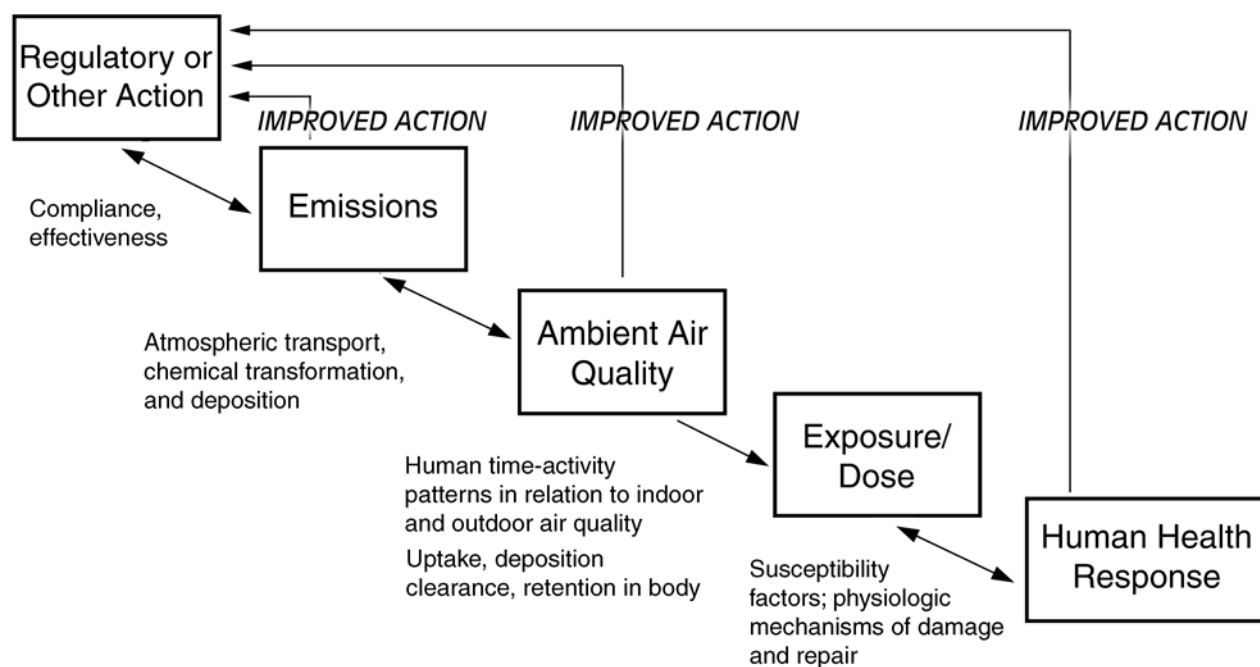 Regulatory or
Other Action
IMPROVED ACTION
IMPROVED ACTION
IMPROVED ACTION
Compliance,
effectiveness
Emissions
Atmospheric transport,
chemical transformation,
and deposition
Ambient Air
Quality
Human time-activity
patterns in relation to indoor
and outdoor air quality
Uptake, deposition
clearance, retention in body
Exposure/
Dose
Susceptibility
factors; physiologic
mechanisms of damage
and repair
Human Health
Response